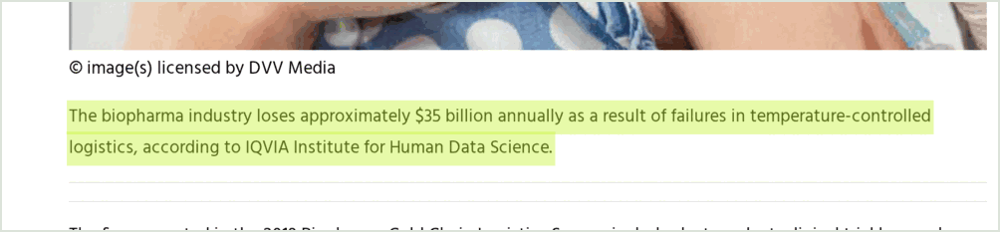 © image(s) licensed by DVV Media
The biopharma industry loses approximately $35 billion annually as a result of failures in temperature-controlled
logistics, according to IQVIA Institute for Human Data Science.